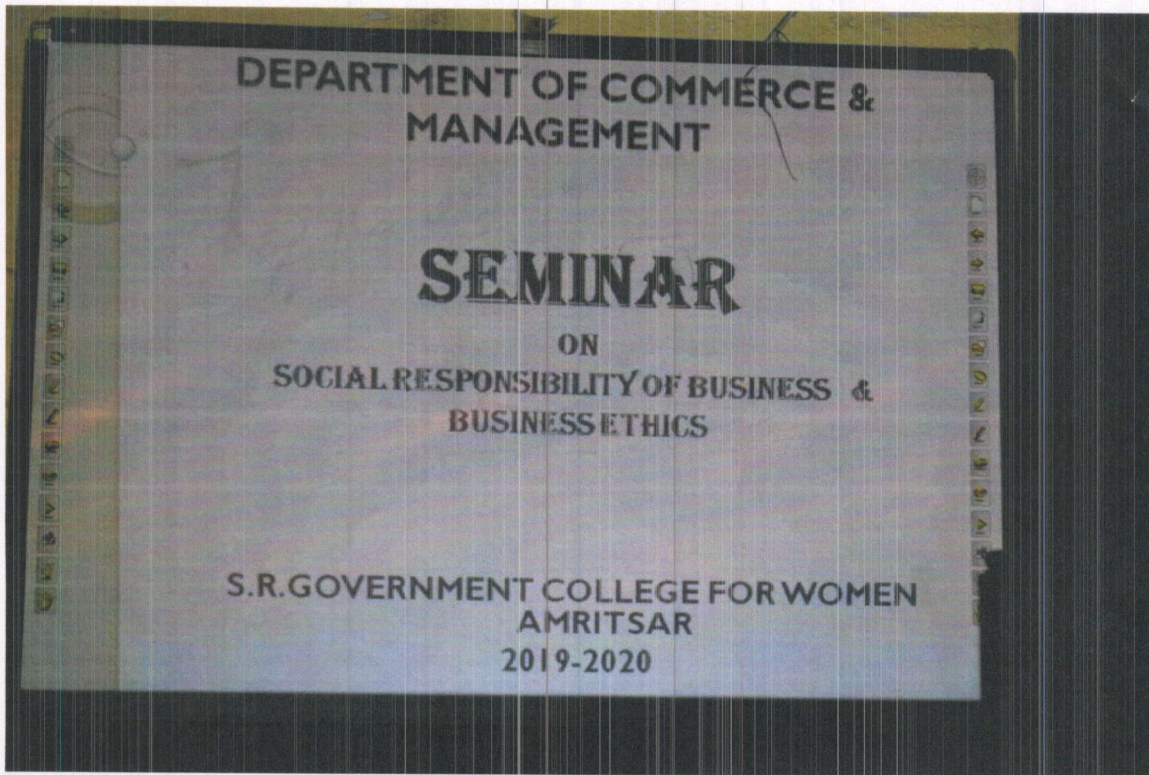 DEPARTMENT OF COMMERCE &
MANAGEMENT
SEMINAR
ON
SOCIAL RESPONSIBILITY OF BUSINESS &
BUSINESS ETHICS
S.R.GOVERNMENT COLLEGE FOR WOMEN
AMRITSAR
2019-2020